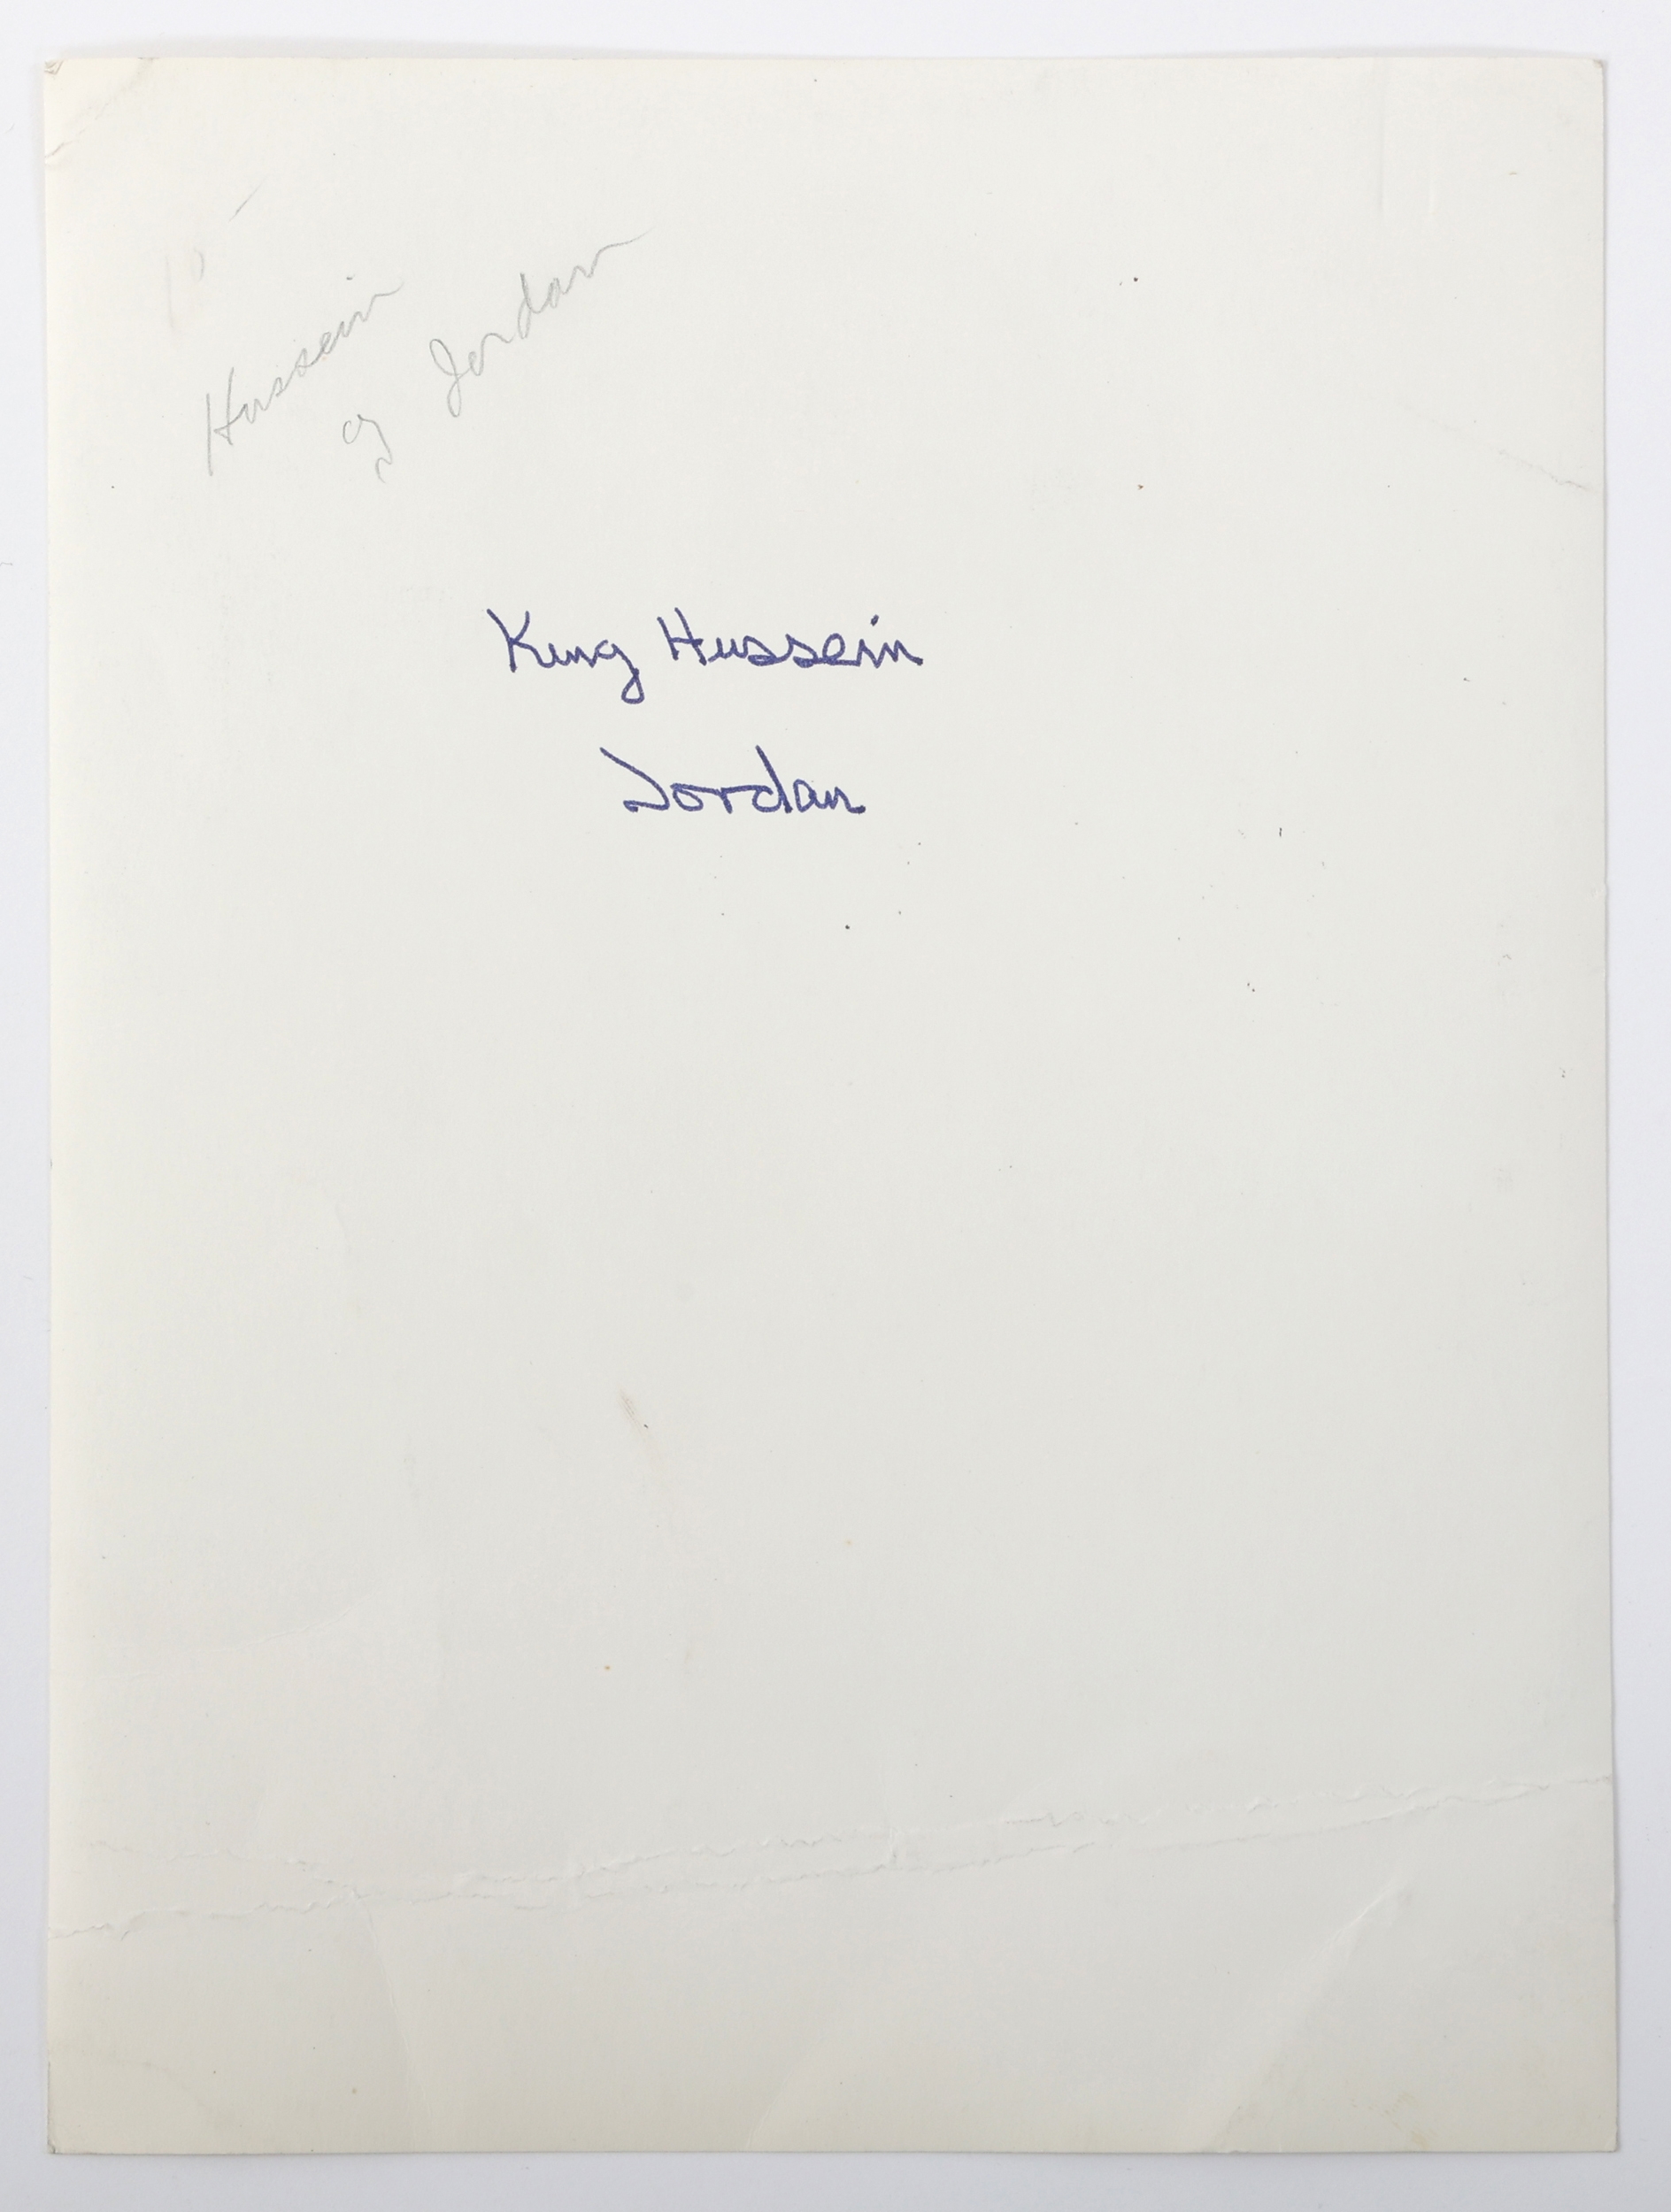 Hussein
of Jordan
King Hussein
Jordan